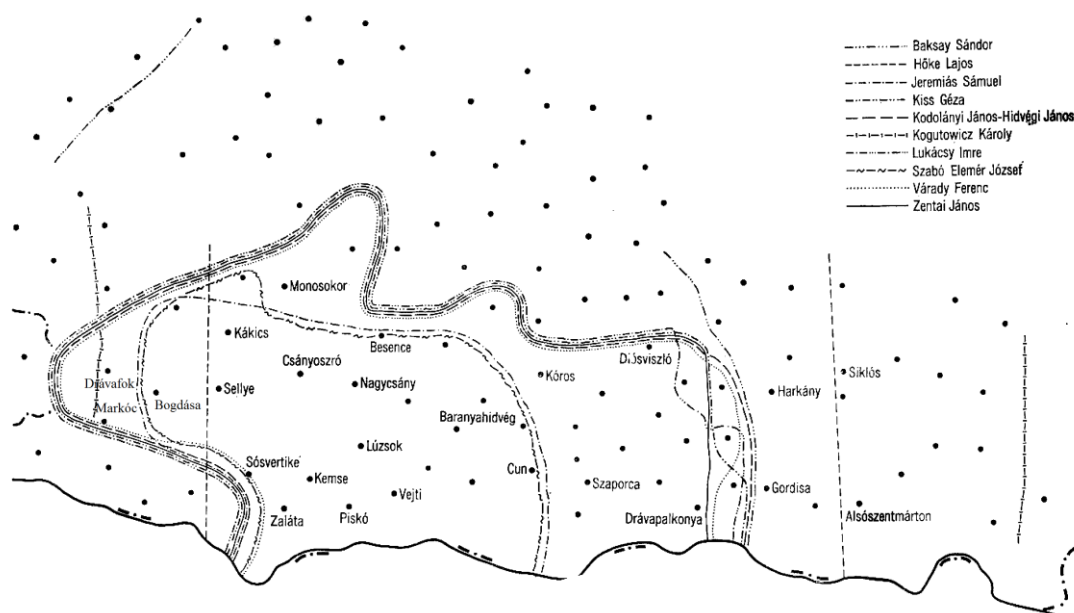 Baksay Sándor
Hőke Lajos
Jeremiás Sámuel
Kiss Géza
Kodolányi János-Hidvégi János
Kogutowicz Károly
Lukácsy Imre
Szabó Elemér József
Várady Ferenc
Zentai János
Monosokor
Kákics
Besence
Diósviszló
Csányoszró
Kóros
Siklós
Drávafok
Sellye
Nagycsány
Harkány
Markóc
Bogdása
Baranyahidvég
Lúzsok
Sósvertike
Kemse
Cun
Szaporca
Gordisa
Vejti
Zaláta
Piskó
Drávapalkonya
Alsószentmárton